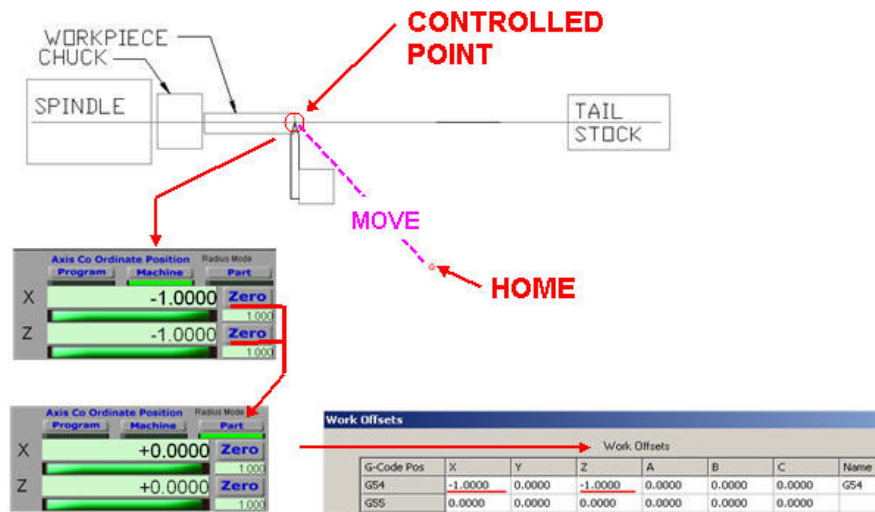 CONTROLLED
POINT
WORKPIECE
CHUCK
SPINDLE
TAIL
STOCK
MOVE
HOME
Axis Co Ordinate Position Radius Mode
Program Machine Part
X -1.0000 Zero
1.000
Z -1.0000 Zero
1.000
Axis Co Ordinate Position Radius Mode
Program Machine Part
X +0.0000 Zero
1.000
Z +0.0000 Zero
1.000
Work Offsets
Work Offsets
G-Code Pos X Y Z A B C Name
G54 -1.0000 0.0000 -1.0000 0.0000 0.0000 0.0000 G54
G55 0.0000 0.0000 0.0000 0.0000 0.0000 0.0000